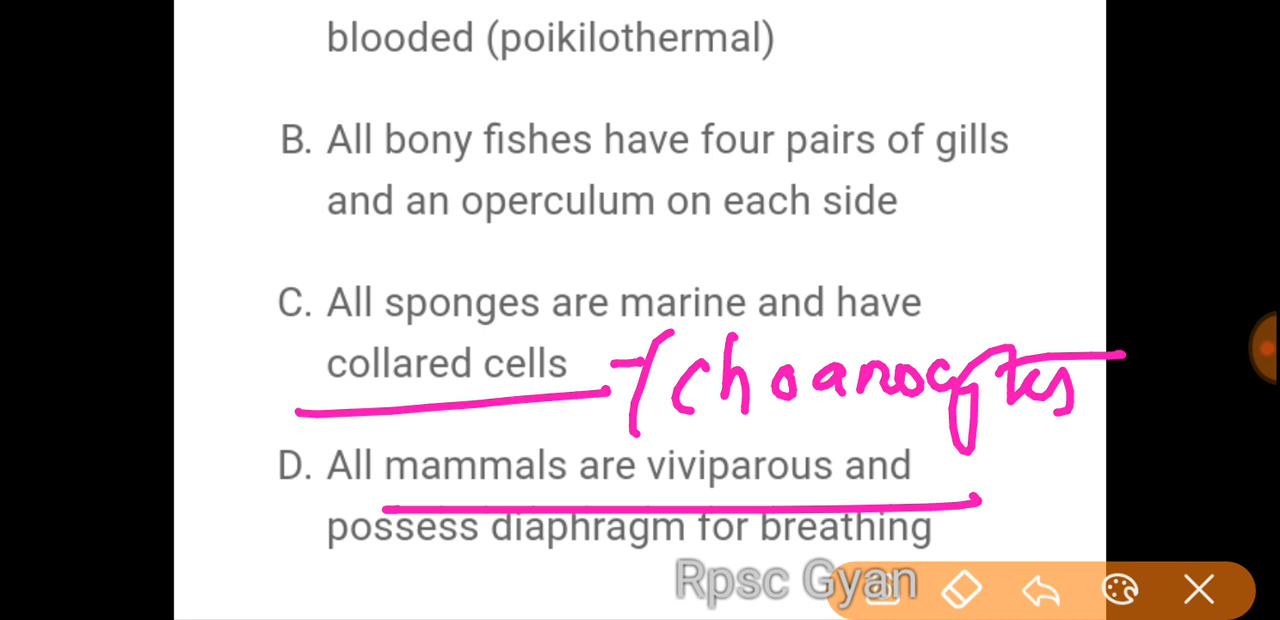 blooded (poikilothermal)
B. All bony fishes have four pairs of gills
and an operculum on each side
C. All sponges are marine and have
collared cells (choanocytes
D. All mammals are viviparous and
possess diaphragm for breathing
Rpsc Gyan